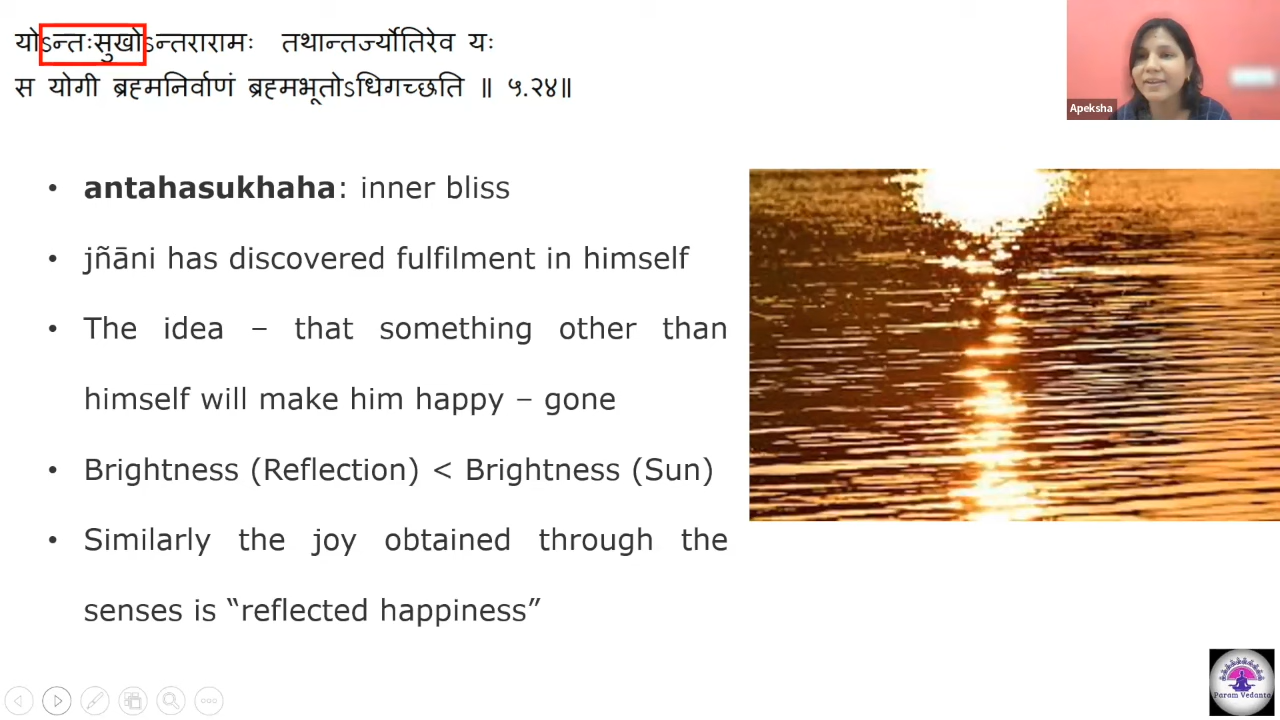 योऽन्तःसुखोऽन्तरारामः तथान्तर्ज्योतिरेव यः
स योगी ब्रह्मनिर्वाणं ब्रह्मभूतोऽधिगच्छति ॥ ५.२४॥
Apeksha
• antahasukhaha: inner bliss
• jñāni has discovered fulfilment in himself
• The idea – that something other than
himself will make him happy – gone
• Brightness (Reflection) < Brightness (Sun)
• Similarly the joy obtained through the
senses is “reflected happiness”
Param Vedanta